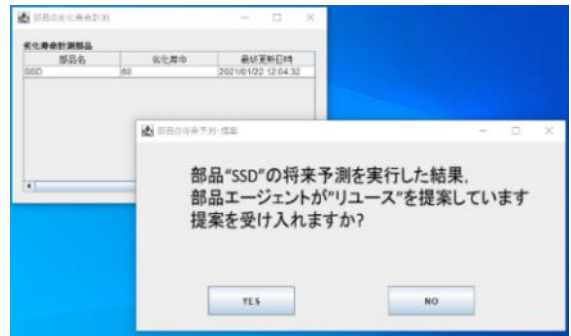 部品の劣化寿命計測
劣化寿命計測部品
部品名 劣化寿命 最終更新日時
SSD 60 2021/01/22 12:04:32
部品の将来予測・提案
部品“SSD”の将来予測を実行した結果,
部品エージェントが“リユース”を提案しています
提案を受け入れますか?
YES NO